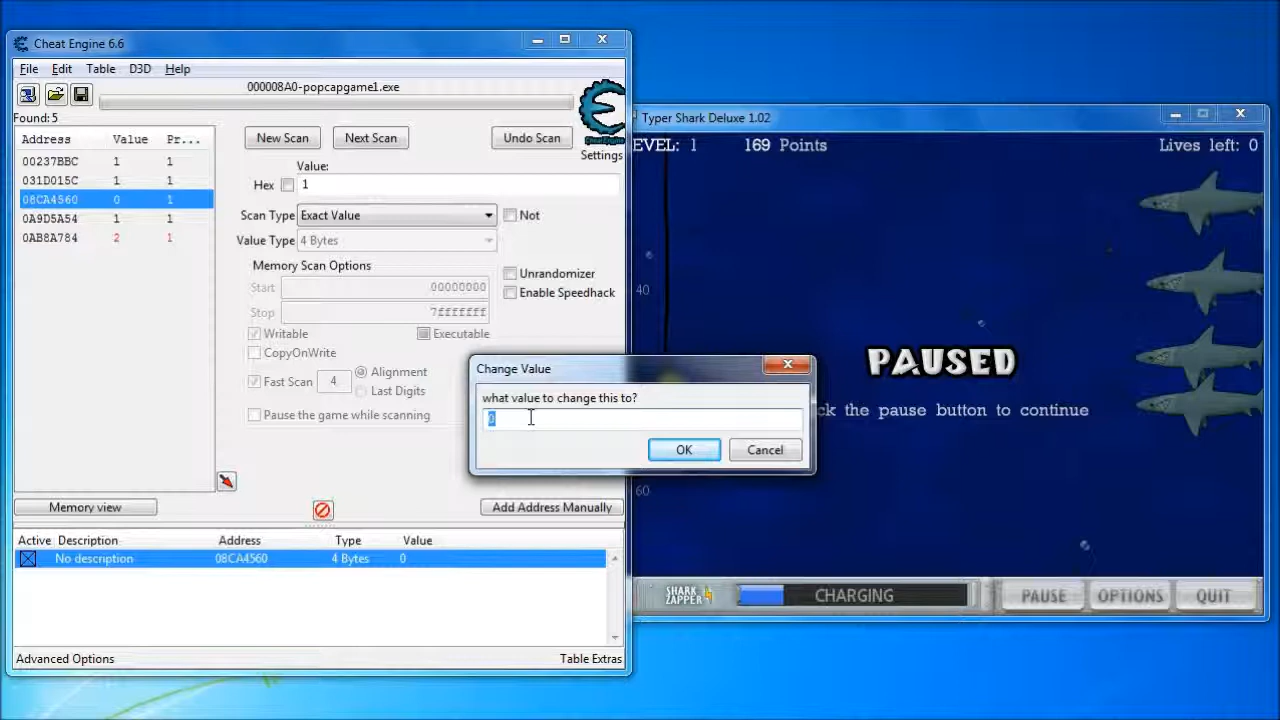 Cheat Engine 6.6
File Edit Table D3D Help
000008A0-popcapgame1.exe
Found: 5
Address Value Pr...
00237BBC 1 1
031D015C 1 1
08CA4560 0 1
0A9D5A54 1 1
0AB8A784 2 1
New Scan Next Scan Undo Scan
Settings
Value:
Hex 1
Scan Type Exact Value Not
Value Type 4 Bytes
Memory Scan Options
Start 00000000
Stop 7fffffff
Writable Executable
CopyOnWrite
Fast Scan 4 Alignment
Last Digits
Pause the game while scanning
Unrandomizer
Enable Speedhack
Memory view Add Address Manually
Active Description Address Type Value
No description 08CA4560 4 Bytes 0
Advanced Options Table Extras
Change Value
what value to change this to?
0
OK Cancel
Typer Shark Deluxe 1.02
EVEL: 1 169 Points Lives left: 0
40
PAUSED
ck the pause button to continue
60
SHARK
ZAPPER
CHARGING
PAUSE OPTIONS QUIT